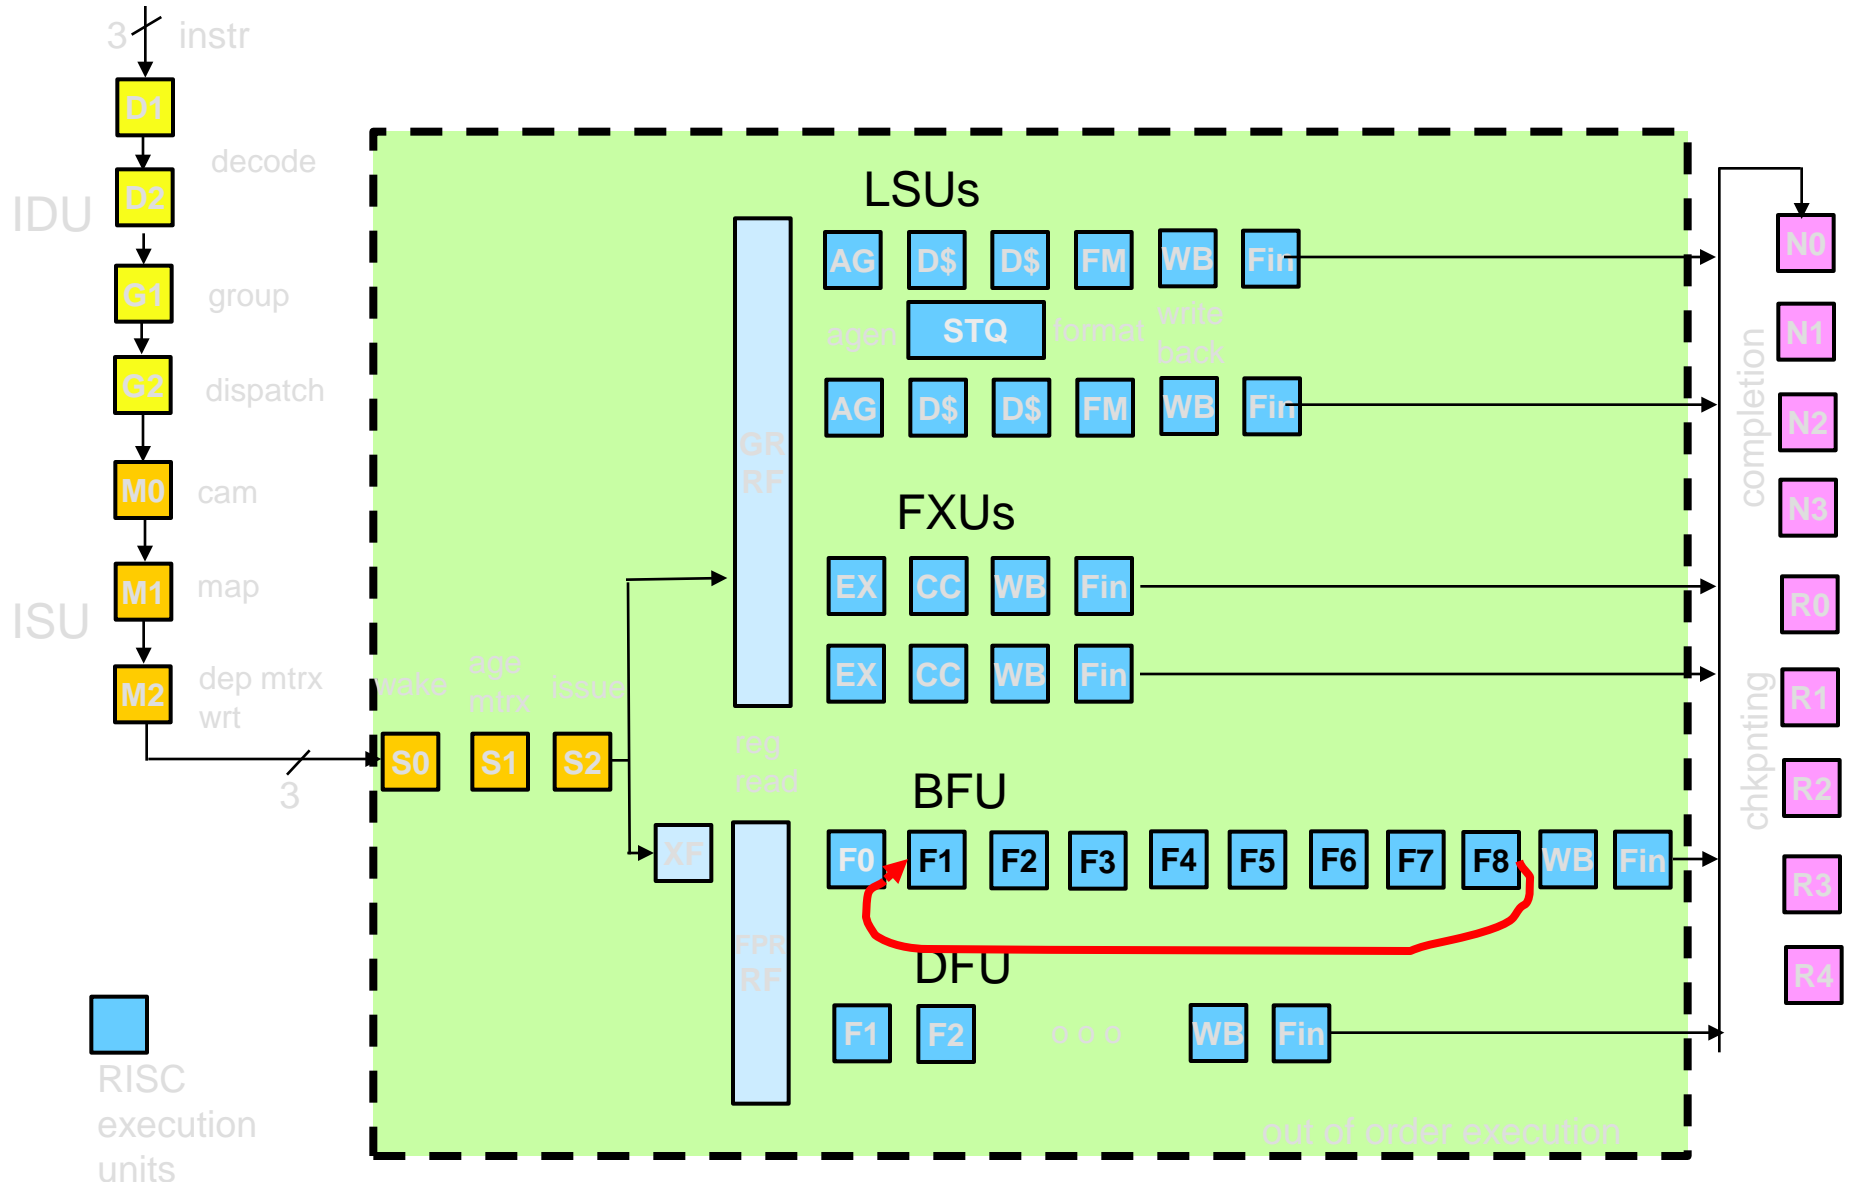 3 instr
D1
decode
D2
IDU
G1
group
G2
dispatch
M0
cam
M1
map
ISU
M2
dep mtrx
wrt
3
wake
age
mtrx
issue
S0
S1
S2
XF
GR
RF
reg
read
FPR
RF
LSUs
AG D$ D$ FM WB Fin
agen
STQ
format
write
back
AG D$ D$ FM WB Fin
FXUs
EX CC WB Fin
EX CC WB Fin
BFU
F0 F1 F2 F3 F4 F5 F6 F7 F8 WB Fin
DFU
F1 F2 o o o WB Fin
out of order execution
completion
chkpnting
N0
N1
N2
N3
R0
R1
R2
R3
R4
RISC
execution
units